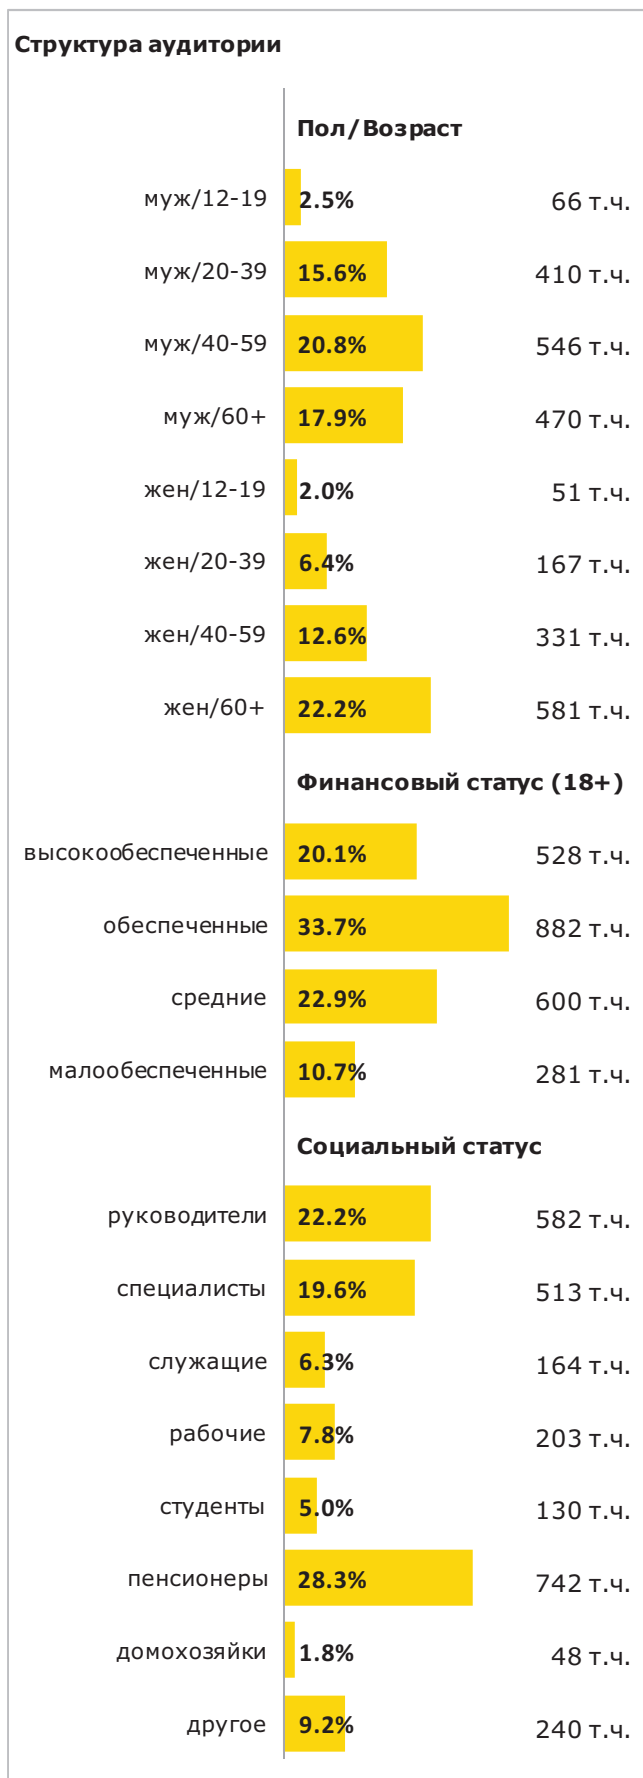 Структура аудитории
Пол/Возраст
муж/12-19 2.5% 66 т.ч.
муж/20-39 15.6% 410 т.ч.
муж/40-59 20.8% 546 т.ч.
муж/60+ 17.9% 470 т.ч.
жен/12-19 2.0% 51 т.ч.
жен/20-39 6.4% 167 т.ч.
жен/40-59 12.6% 331 т.ч.
жен/60+ 22.2% 581 т.ч.
Финансовый статус (18+)
высокообеспеченные 20.1% 528 т.ч.
обеспеченные 33.7% 882 т.ч.
средние 22.9% 600 т.ч.
малообеспеченные 10.7% 281 т.ч.
Социальный статус
руководители 22.2% 582 т.ч.
специалисты 19.6% 513 т.ч.
служащие 6.3% 164 т.ч.
рабочие 7.8% 203 т.ч.
студенты 5.0% 130 т.ч.
пенсионеры 28.3% 742 т.ч.
домохозяйки 1.8% 48 т.ч.
другое 9.2% 240 т.ч.